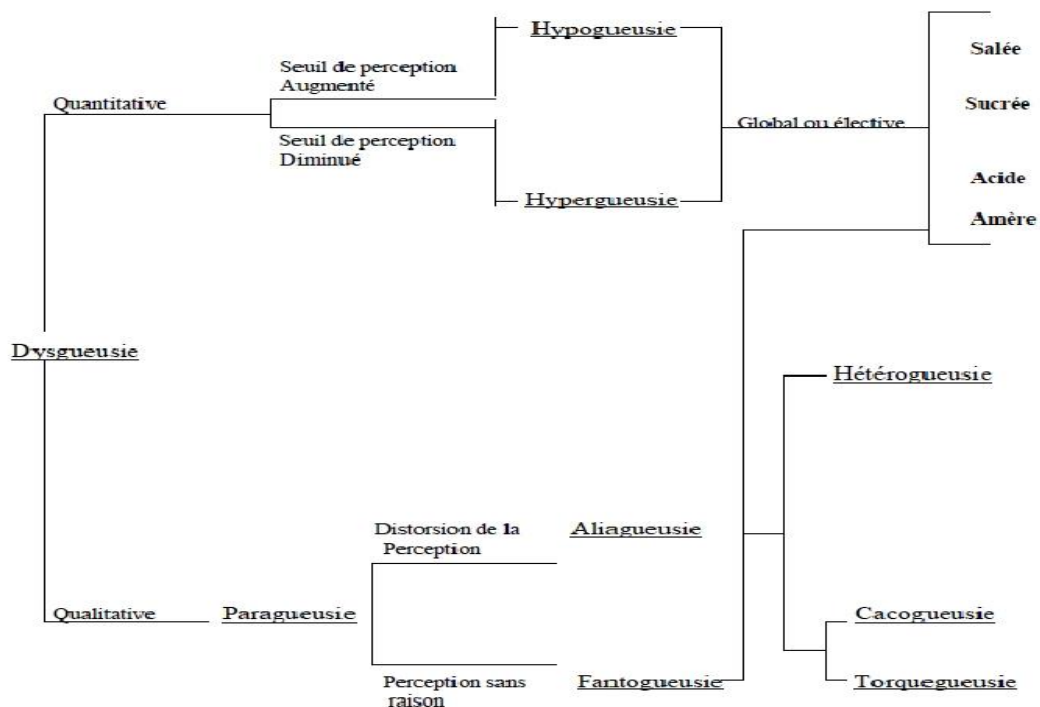 Hypogueusie
Salée
Seuil de perception
Augmenté
Quantitative
Sucrée
Global ou élective
Seuil de perception
Diminué
Acide
Hypergueusie
Amère
Dysgueusie
Hétérogueusie
Distorsion de la
Perception
Aliagueusie
Qualitative
Paragueusie
Cacogueusie
Perception sans
raison
Fantogueusie
Torquegueusie